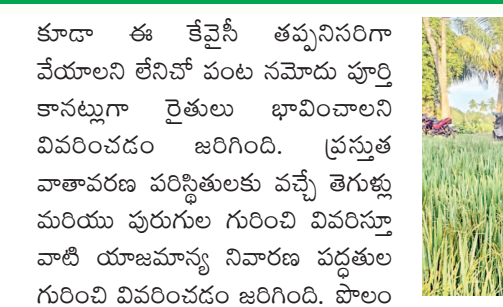 కూడా ఈ కేవైసీ తప్పనిసరిగా
వేయాలని లేనిచో పంట నమోదు పూర్తి
కానట్లుగా రైతులు భావించాలని
వివరించడం జరిగింది. ప్రస్తుత
వాతావరణ పరిస్థితులకు వచ్చే తెగుళ్లు
మరియు పురుగుల గురించి వివరిస్తూ
వాటి యాజమాన్య నివారణ పద్ధతుల
గురించి వివరించడం జరిగింది. పొలం